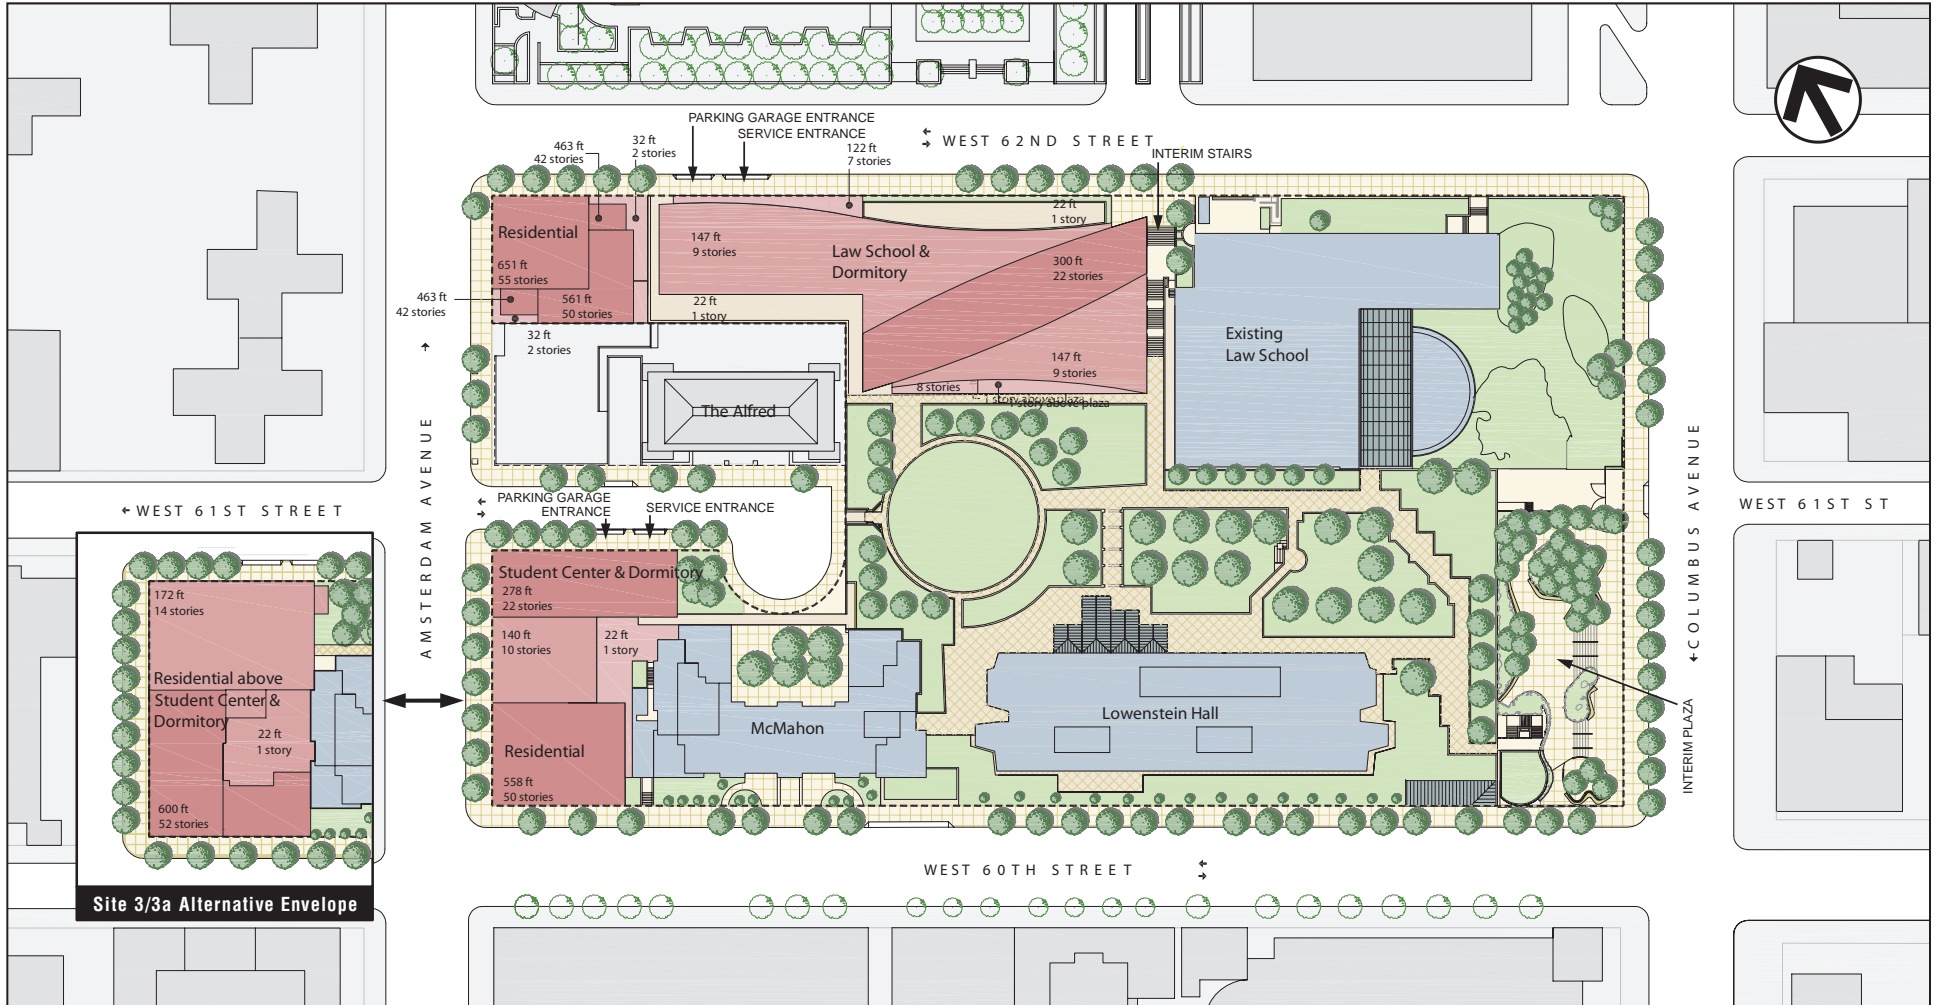 PARKING GARAGE ENTRANCE
SERVICE ENTRANCE
WEST 62ND STREET
INTERIM STAIRS
463 ft
42 stories
32 ft
2 stories
122 ft
7 stories
22 ft
1 story
Residential
651 ft
55 stories
147 ft
9 stories
Law School &
Dormitory
300 ft
22 stories
463 ft
42 stories
561 ft
50 stories
22 ft
1 story
32 ft
2 stories
Existing
Law School
147 ft
9 stories
8 stories
1 story above plaza
The Alfred
AMSTERDAM AVENUE
COLUMBUS AVENUE
WEST 61ST STREET
WEST 61ST ST
PARKING GARAGE
ENTRANCE
SERVICE ENTRANCE
Student Center & Dormitory
278 ft
22 stories
140 ft
10 stories
22 ft
1 story
172 ft
14 stories
Residential above
Student Center &
Dormitory
22 ft
1 story
600 ft
52 stories
Site 3/3a Alternative Envelope
Residential
558 ft
50 stories
McMahon
Lowenstein Hall
INTERIM PLAZA
WEST 60TH STREET